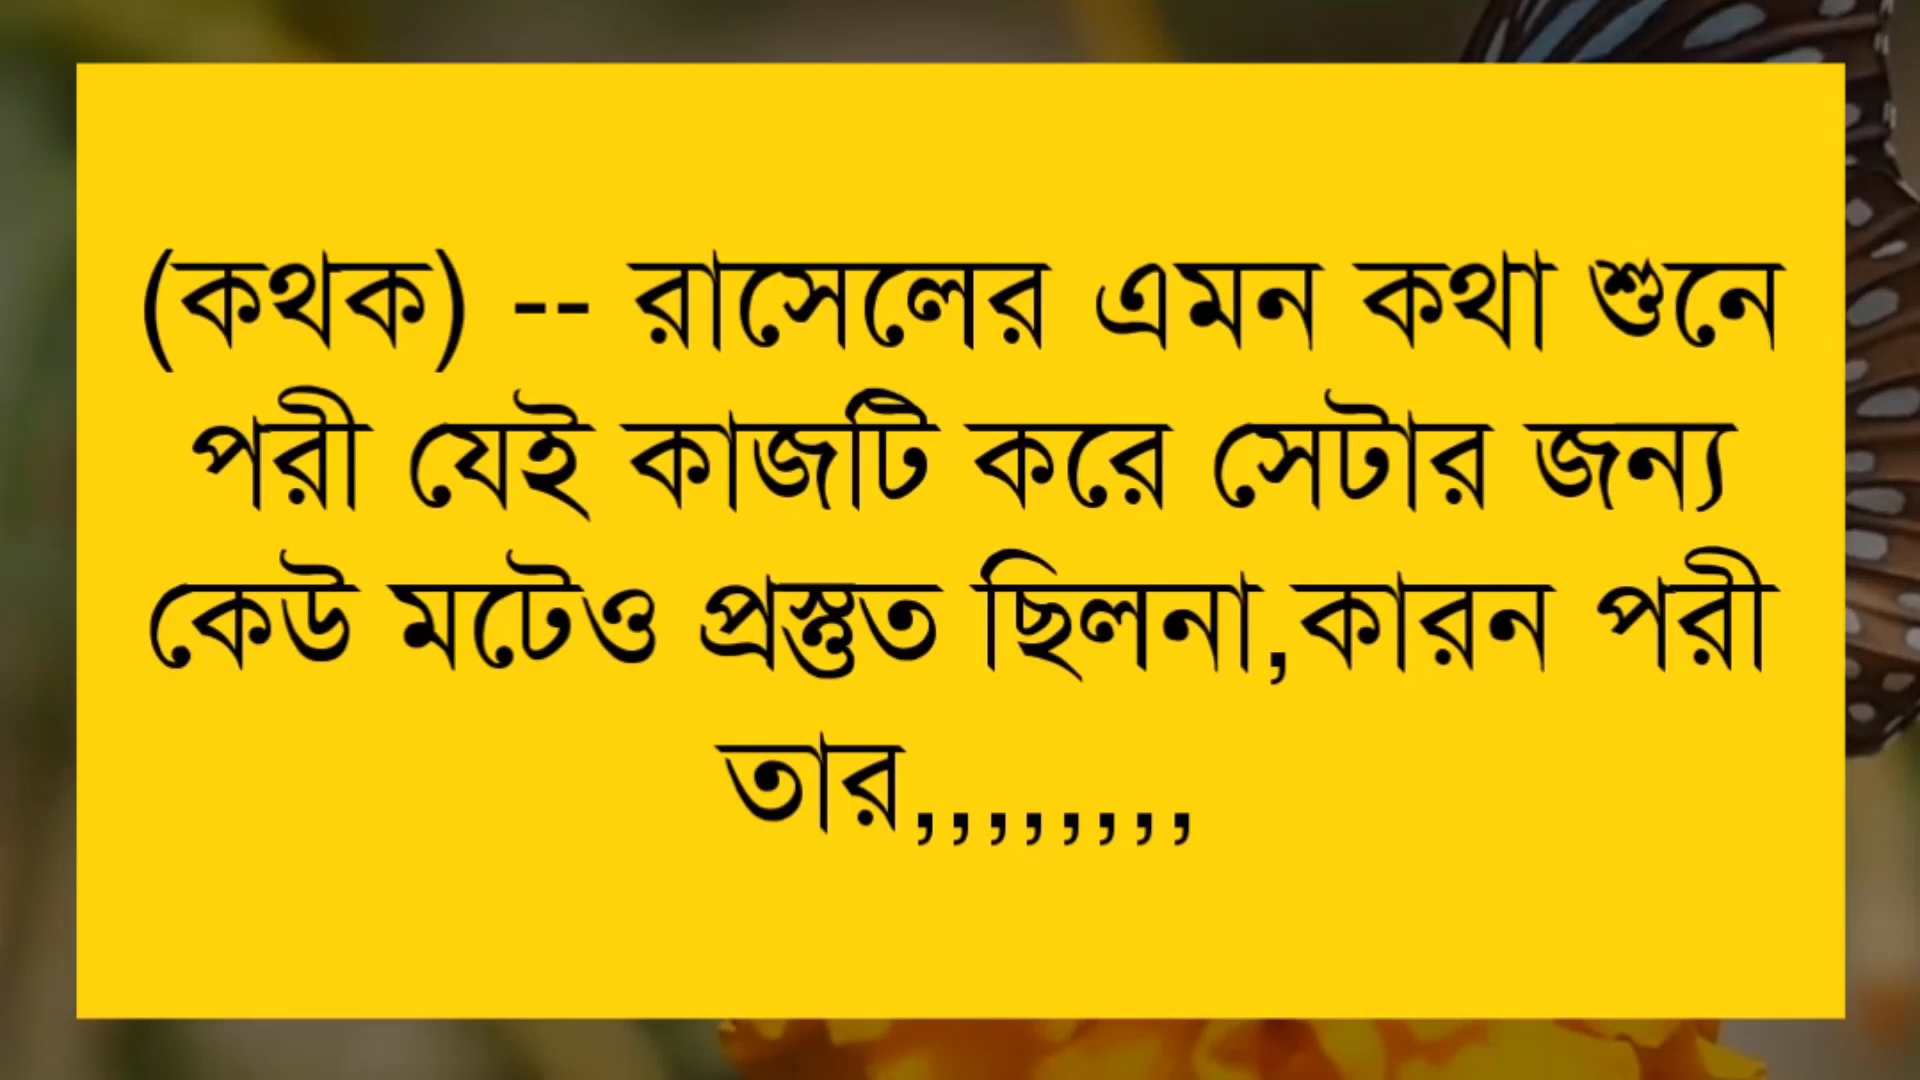 (কথক) -- রাসেলের এমন কথা শুনে
পরী যেই কাজটি করে সেটার জন্য
কেউ মটেও প্রস্তুত ছিলনা,কারন পরী
তার,,,,,,,,